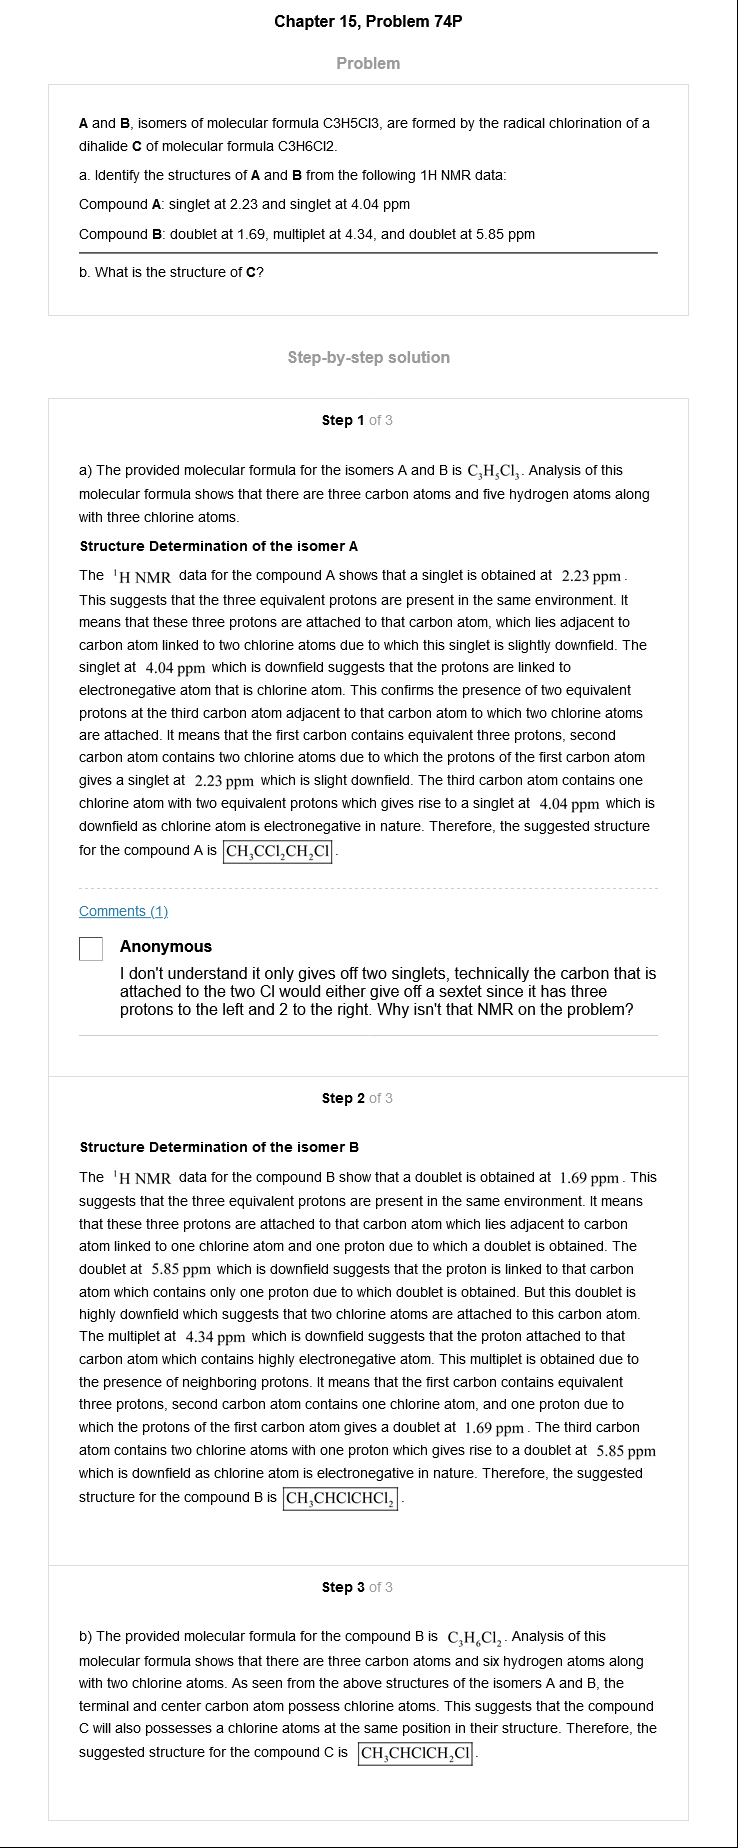 Chapter 15, Problem 74P
Problem
A and B, isomers of molecular formula C3H5Cl3, are formed by the radical chlorination of a
dihalide C of molecular formula C3H6Cl2.
a. Identify the structures of A and B from the following 1H NMR data:
Compound A: singlet at 2.23 and singlet at 4.04 ppm
Compound B: doublet at 1.69, multiplet at 4.34, and doublet at 5.85 ppm
b. What is the structure of C?
Step-by-step solution
Step 1 of 3
a) The provided molecular formula for the isomers A and B is C₃H₅Cl₃. Analysis of this
molecular formula shows that there are three carbon atoms and five hydrogen atoms along
with three chlorine atoms.
Structure Determination of the isomer A
The ¹H NMR data for the compound A shows that a singlet is obtained at 2.23 ppm.
This suggests that the three equivalent protons are present in the same environment. It
means that these three protons are attached to that carbon atom, which lies adjacent to
carbon atom linked to two chlorine atoms due to which this singlet is slightly downfield. The
singlet at 4.04 ppm which is downfield suggests that the protons are linked to
electronegative atom that is chlorine atom. This confirms the presence of two equivalent
protons at the third carbon atom adjacent to that carbon atom to which two chlorine atoms
are attached. It means that the first carbon contains equivalent three protons, second
carbon atom contains two chlorine atoms due to which the protons of the first carbon atom
gives a singlet at 2.23 ppm which is slight downfield. The third carbon atom contains one
chlorine atom with two equivalent protons which gives rise to a singlet at 4.04 ppm which is
downfield as chlorine atom is electronegative in nature. Therefore, the suggested structure
for the compound A is CH₃CCl₂CH₂Cl.
Comments (1)
Anonymous
I don't understand it only gives off two singlets, technically the carbon that is
attached to the two Cl would either give off a sextet since it has three
protons to the left and 2 to the right. Why isn't that NMR on the problem?
Step 2 of 3
Structure Determination of the isomer B
The ¹H NMR data for the compound B show that a doublet is obtained at 1.69 ppm. This
suggests that the three equivalent protons are present in the same environment. It means
that these three protons are attached to that carbon atom which lies adjacent to carbon
atom linked to one chlorine atom and one proton due to which a doublet is obtained. The
doublet at 5.85 ppm which is downfield suggests that the proton is linked to that carbon
atom which contains only one proton due to which doublet is obtained. But this doublet is
highly downfield which suggests that two chlorine atoms are attached to this carbon atom.
The multiplet at 4.34 ppm which is downfield suggests that the proton attached to that
carbon atom which contains highly electronegative atom. This multiplet is obtained due to
the presence of neighboring protons. It means that the first carbon contains equivalent
three protons, second carbon atom contains one chlorine atom, and one proton due to
which the protons of the first carbon atom gives a doublet at 1.69 ppm. The third carbon
atom contains two chlorine atoms with one proton which gives rise to a doublet at 5.85 ppm
which is downfield as chlorine atom is electronegative in nature. Therefore, the suggested
structure for the compound B is CH₃CHClCHCl₂.
Step 3 of 3
b) The provided molecular formula for the compound B is C₃H₆Cl₂. Analysis of this
molecular formula shows that there are three carbon atoms and six hydrogen atoms along
with two chlorine atoms. As seen from the above structures of the isomers A and B, the
terminal and center carbon atom possess chlorine atoms. This suggests that the compound
C will also possesses a chlorine atoms at the same position in their structure. Therefore, the
suggested structure for the compound C is CH₃CHClCH₂Cl.